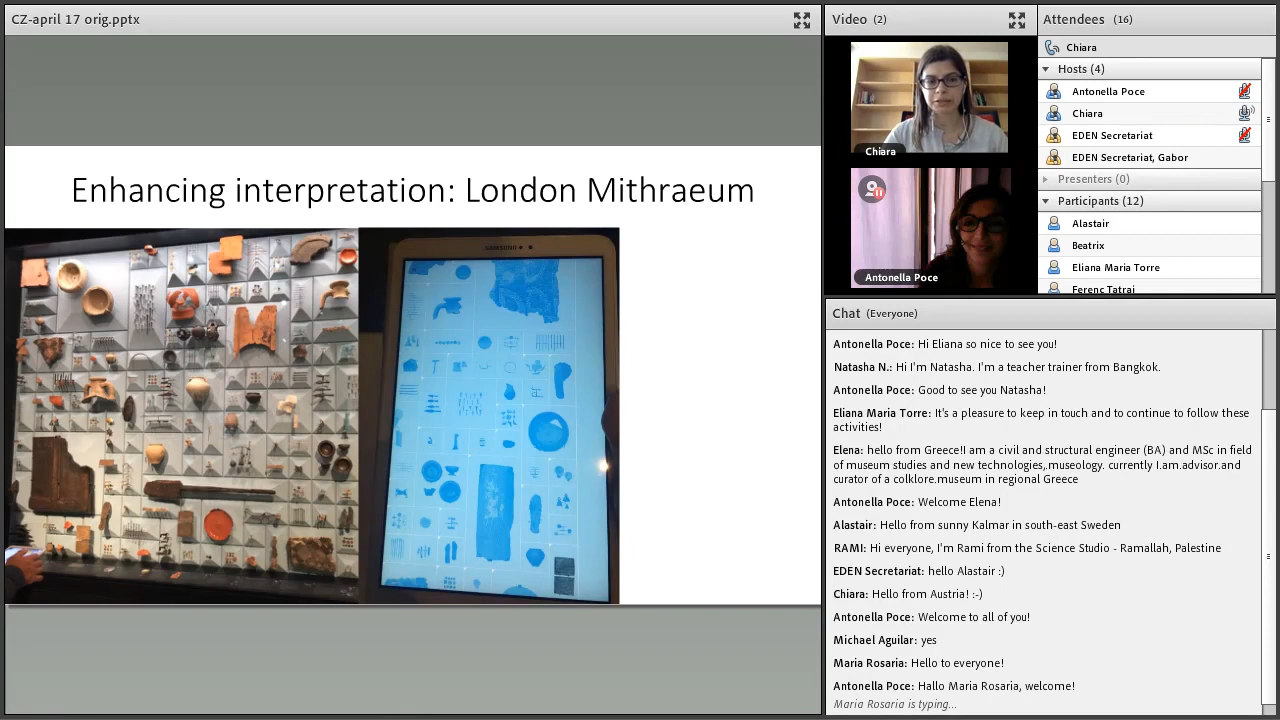 CZ-april 17 orig.pptx
Enhancing interpretation: London Mithraeum
SAMSUNG
Video (2)
Chiara
Antonella Poce
Attendees (16)
Chiara
Hosts (4)
Antonella Poce
Chiara
EDEN Secretariat
EDEN Secretariat, Gabor
Presenters (0)
Participants (12)
Alastair
Beatrix
Eliana Maria Torre
Ferenc Tatrai
Chat (Everyone)
Antonella Poce: Hi Eliana so nice to see you!
Natasha N.: Hi I'm Natasha. I'm a teacher trainer from Bangkok.
Antonella Poce: Good to see you Natasha!
Eliana Maria Torre: It's a pleasure to keep in touch and to continue to follow these
activities!
Elena: hello from Greece!I am a civil and structural engineer (BA) and MSc in field
of museum studies and new technologies,.museology. currently I.am.advisor.and
curator of a colklore.museum in regional Greece
Antonella Poce: Welcome Elena!
Alastair: Hello from sunny Kalmar in south-east Sweden
RAMI: Hi everyone, I'm Rami from the Science Studio - Ramallah, Palestine
EDEN Secretariat: hello Alastair :)
Chiara: Hello from Austria! :-)
Antonella Poce: Welcome to all of you!
Michael Aguilar: yes
Maria Rosaria: Hello to everyone!
Antonella Poce: Hallo Maria Rosaria, welcome!
Maria Rosaria is typing...